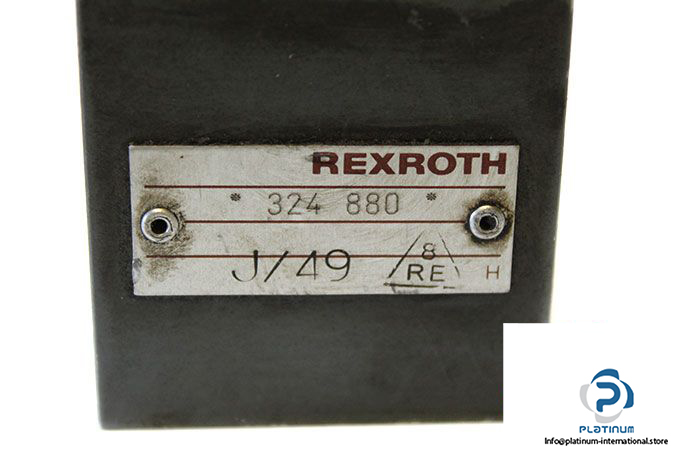 REXROTH
* 324 880 *
J/49 8 RE H
PLATINUM
Info@platinum-international.store